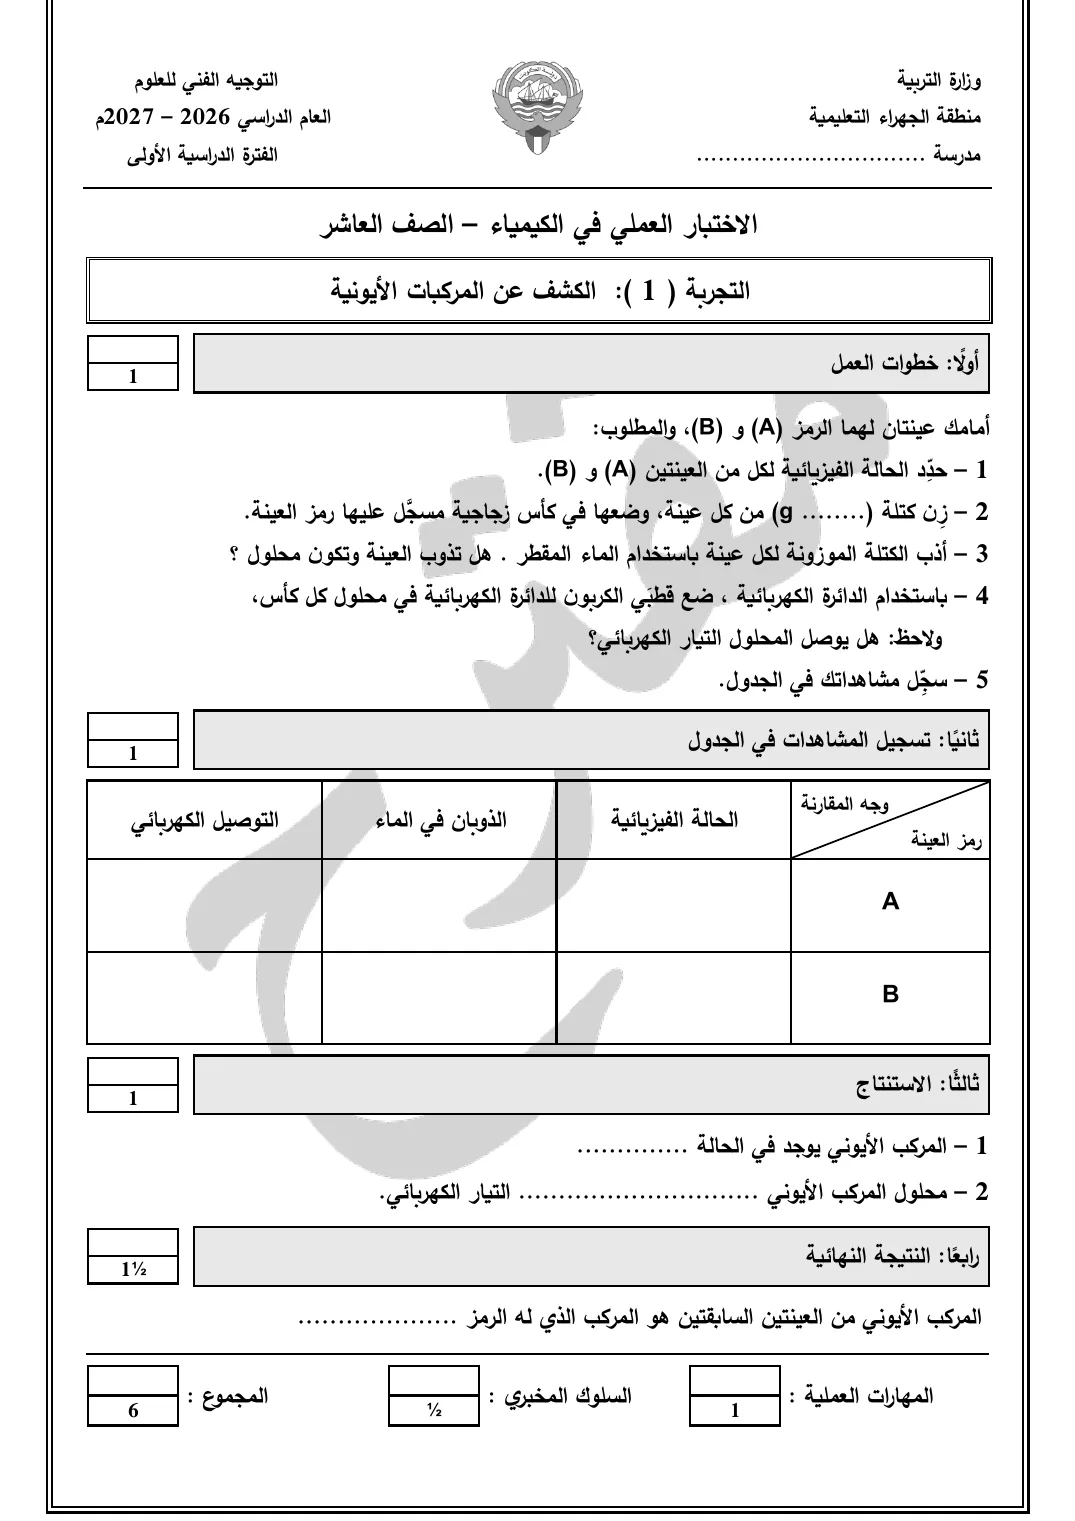 وزارة التربية
منطقة الجهراء التعليمية
مدرسة ................................
دولة الكويت
التوجيه الفني للعلوم
العام الدراسي 2026 – 2027م
الفترة الدراسية الأولى
الاختبار العملي في الكيمياء – الصف العاشر
التجربة ( 1 ): الكشف عن المركبات الأيونية
أولًا: خطوات العمل
1
أمامك عينتان لهما الرمز (A) و (B)، والمطلوب:
1 – حدِّد الحالة الفيزيائية لكل من العينتين (A) و (B).
2 – زِن كتلة (........ g) من كل عينة، وضعها في كأس زجاجية مسجَّل عليها رمز العينة.
3 – أذب الكتلة الموزونة لكل عينة باستخدام الماء المقطر . هل تذوب العينة وتكون محلول ؟
4 – باستخدام الدائرة الكهربائية ، ضع قطبَي الكربون للدائرة الكهربائية في محلول كل كأس،
ولاحظ: هل يوصل المحلول التيار الكهربائي؟
5 – سجِّل مشاهداتك في الجدول.
ثانيًا: تسجيل المشاهدات في الجدول
1
وجه المقارنة
رمز العينة
الحالة الفيزيائية
الذوبان في الماء
التوصيل الكهربائي
A
B
ثالثًا: الاستنتاج
1
1 – المركب الأيوني يوجد في الحالة ..............
2 – محلول المركب الأيوني .............................. التيار الكهربائي.
رابعًا: النتيجة النهائية
1½
المركب الأيوني من العينتين السابقتين هو المركب الذي له الرمز ....................
المهارات العملية :
1
السلوك المخبري :
½
المجموع :
6
مقترح